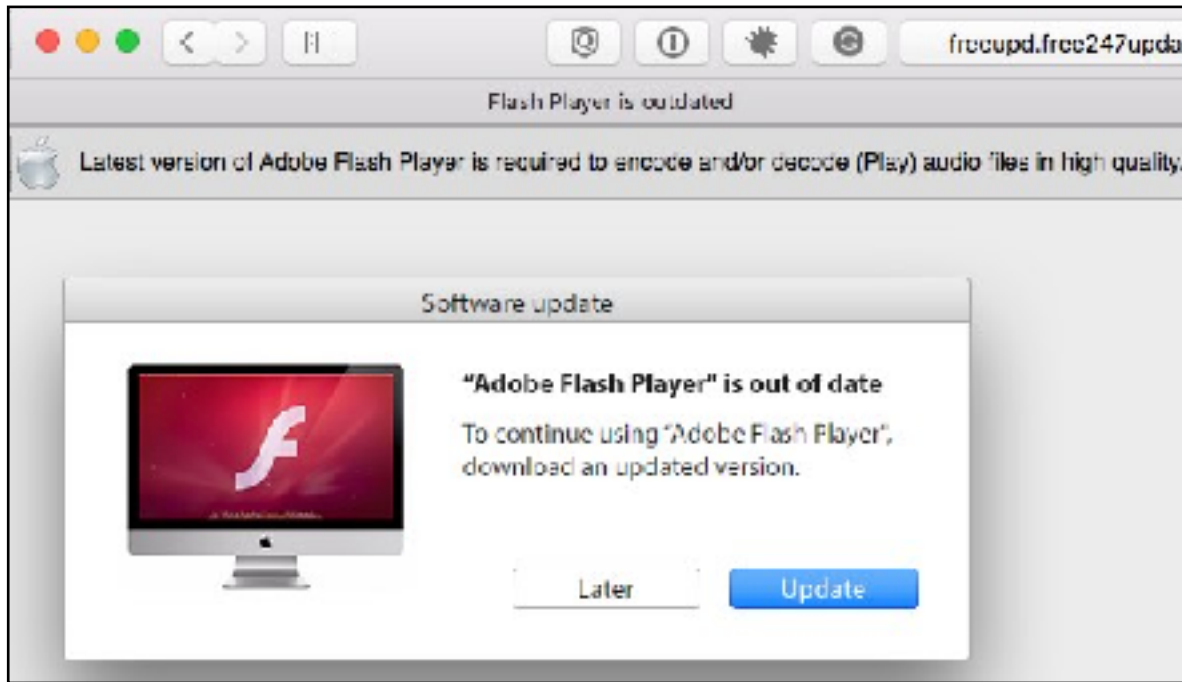 freeupd.free247upda
Flash Player is outdated
Latest version of Adobe Flash Player is required to encode and/or decode (Play) audio files in high quality.
Software update
"Adobe Flash Player" is out of date
To continue using "Adobe Flash Player",
download an updated version.
Later
Update